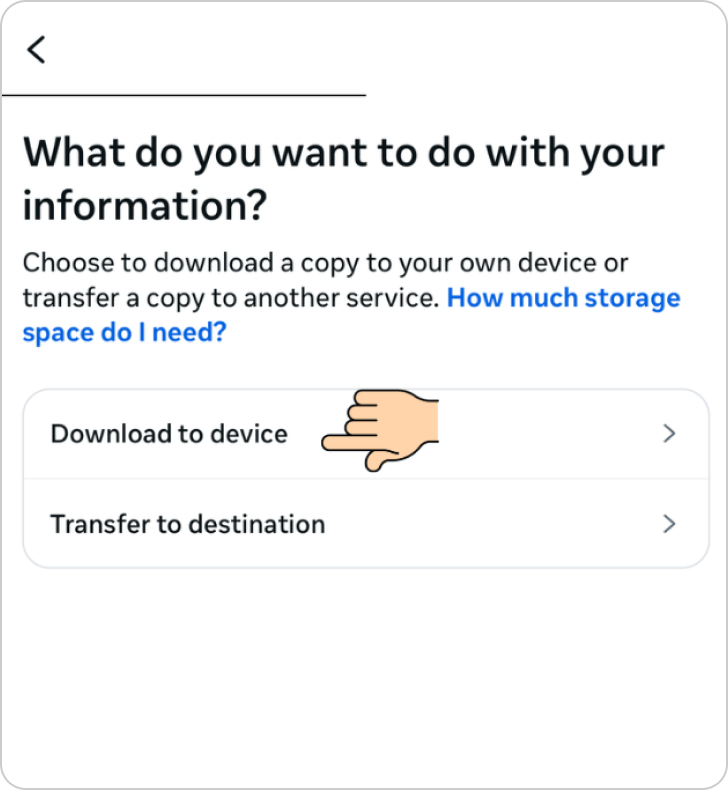 What do you want to do with your
information?
Choose to download a copy to your own device or
transfer a copy to another service. How much storage
space do I need?
Download to device
Transfer to destination